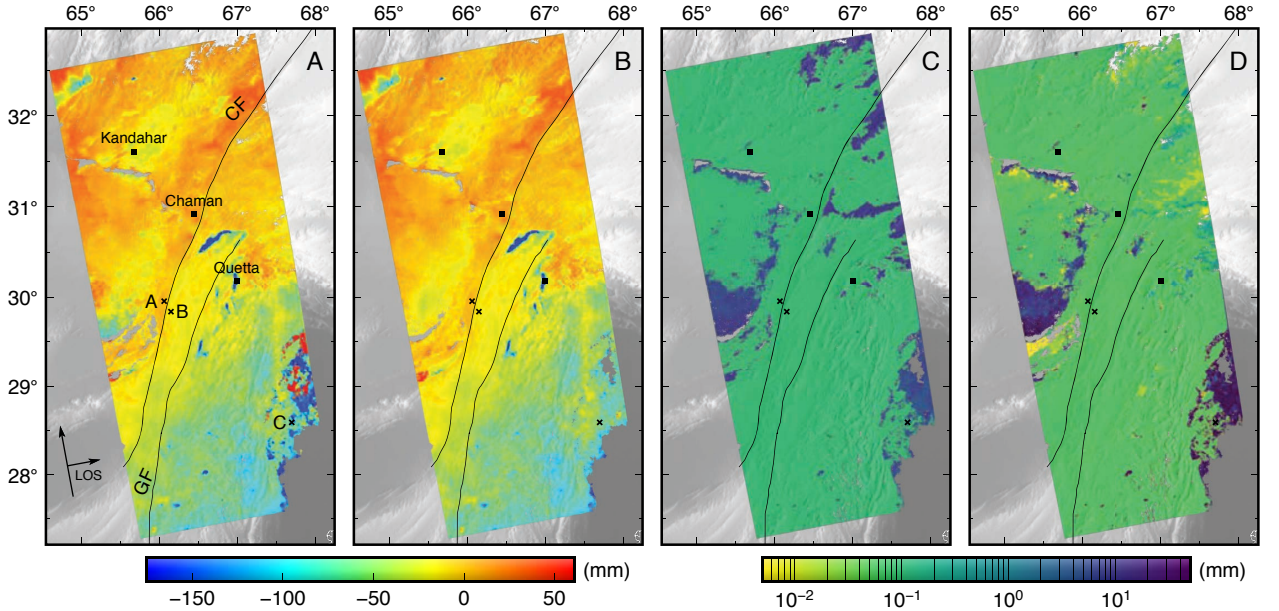 65° 66° 67° 68° 65° 66° 67° 68° 65° 66° 67° 68° 65° 66° 67° 68°
A B C D
CF
32°
Kandahar
31°
Chaman
Quetta
30°
A B
29°
C
LOS
28°
GF
(mm) (mm)
−150 −100 −50 0 50 10⁻² 10⁻¹ 10⁰ 10¹